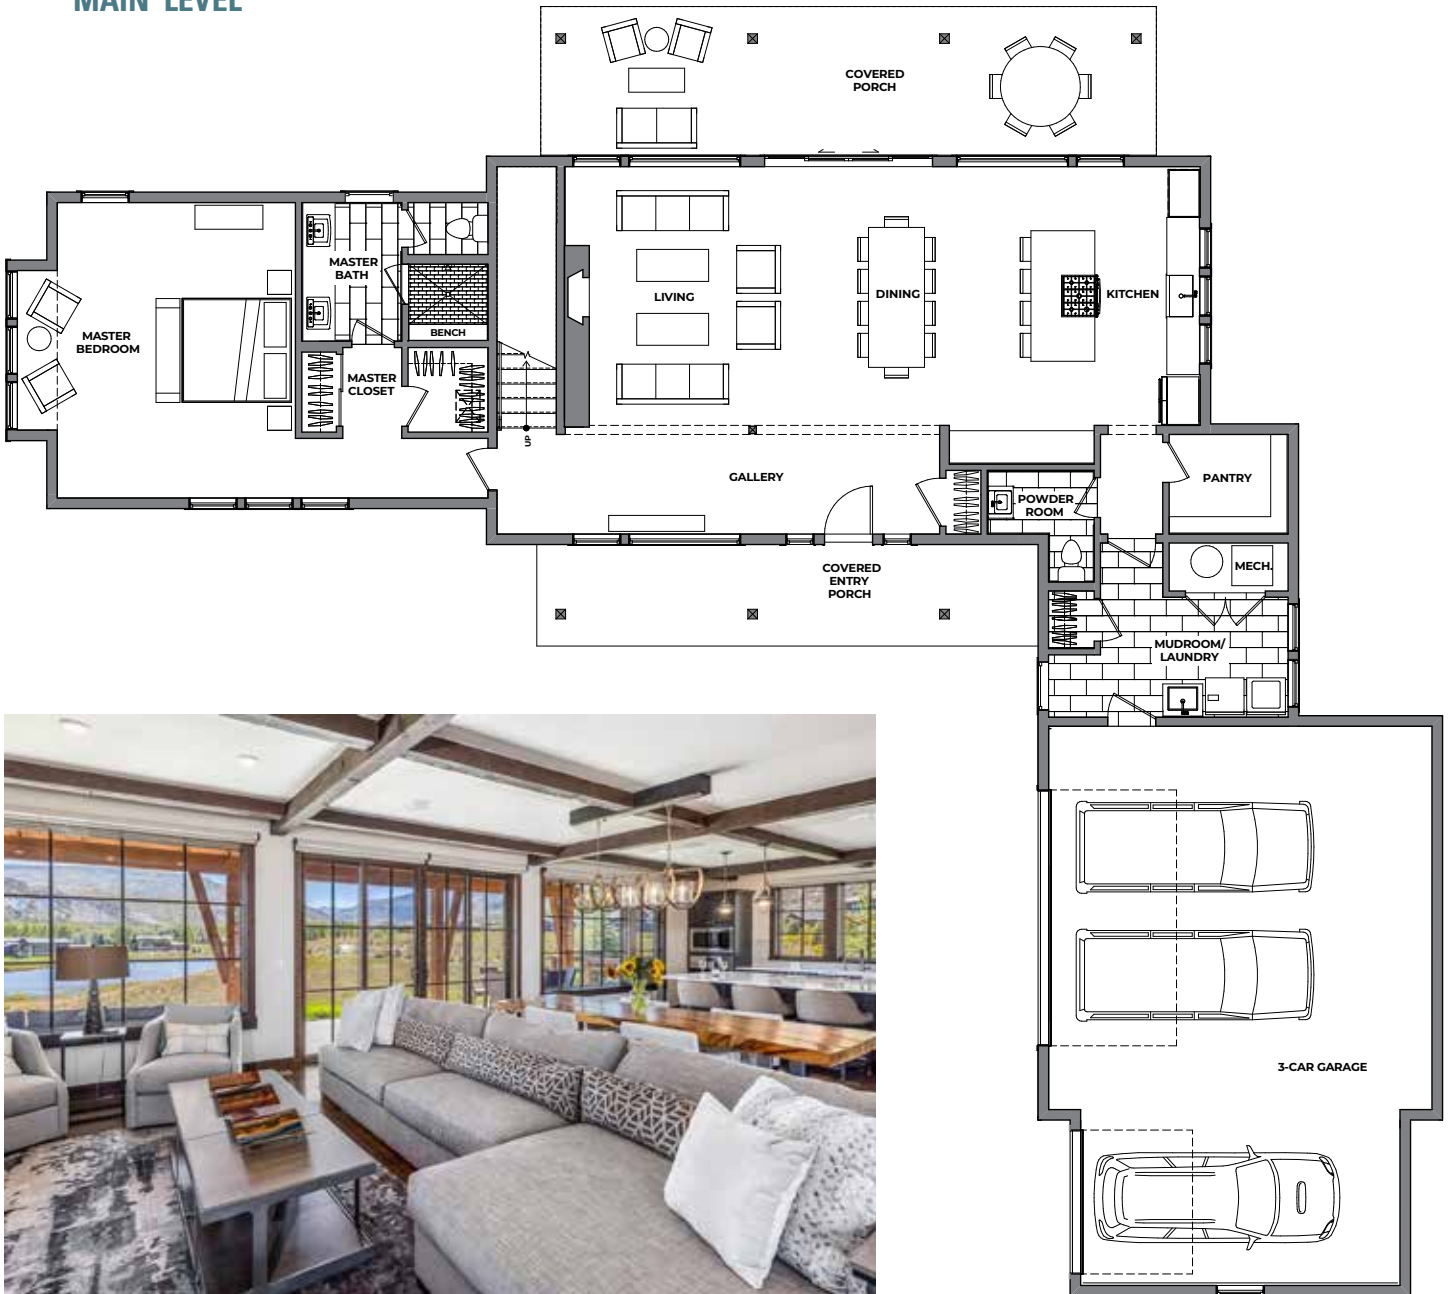 MAIN LEVEL
COVERED
PORCH
MASTER
BATH
BENCH
MASTER
BEDROOM
MASTER
CLOSET
LIVING
DINING
KITCHEN
UP
GALLERY
PANTRY
POWDER
ROOM
MECH.
COVERED
ENTRY
PORCH
MUDROOM/
LAUNDRY
3-CAR GARAGE